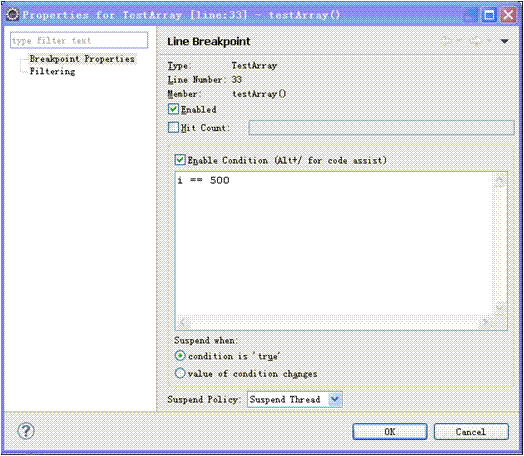 Properties for TestArray [line:33] - testArray()
type filter text
Breakpoint Properties
Filtering
Line Breakpoint
Type: TestArray
Line Number: 33
Member: testArray()
Enabled
Hit Count:
Enable Condition (Alt+/ for code assist)
i == 500
Suspend when:
condition is 'true'
value of condition changes
Suspend Policy: Suspend Thread
OK Cancel